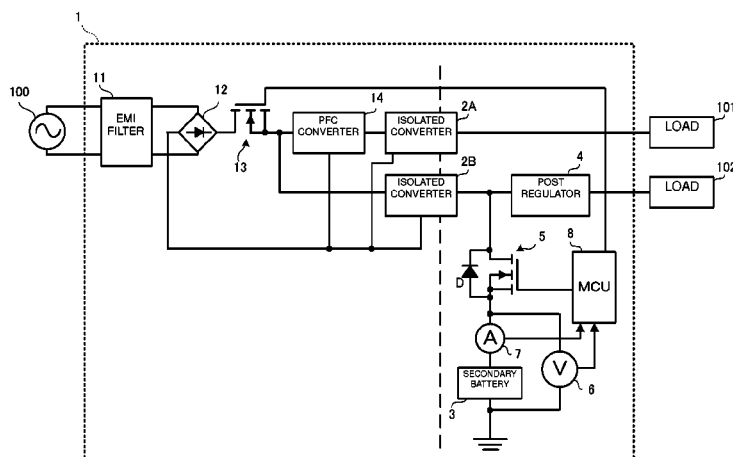 1
11
12
100
EMI
FILTER
13
14
PFC
CONVERTER
2A
ISOLATED
CONVERTER
101
LOAD
2B
ISOLATED
CONVERTER
4
POST
REGULATOR
102
LOAD
5
8
MCU
D
A
7
V
6
SECONDARY
BATTERY
3